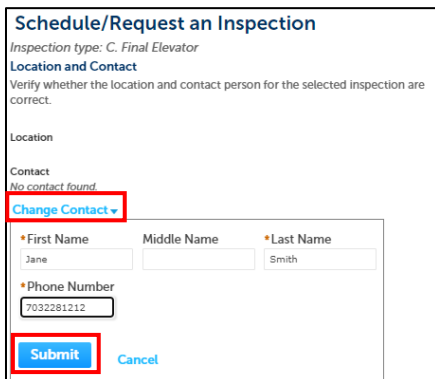 Schedule/Request an Inspection
Inspection type: C. Final Elevator
Location and Contact
Verify whether the location and contact person for the selected inspection are
correct.
Location
Contact
No contact found.
Change Contact
*First Name Middle Name *Last Name
Jane Smith
*Phone Number
7032281212
Submit Cancel